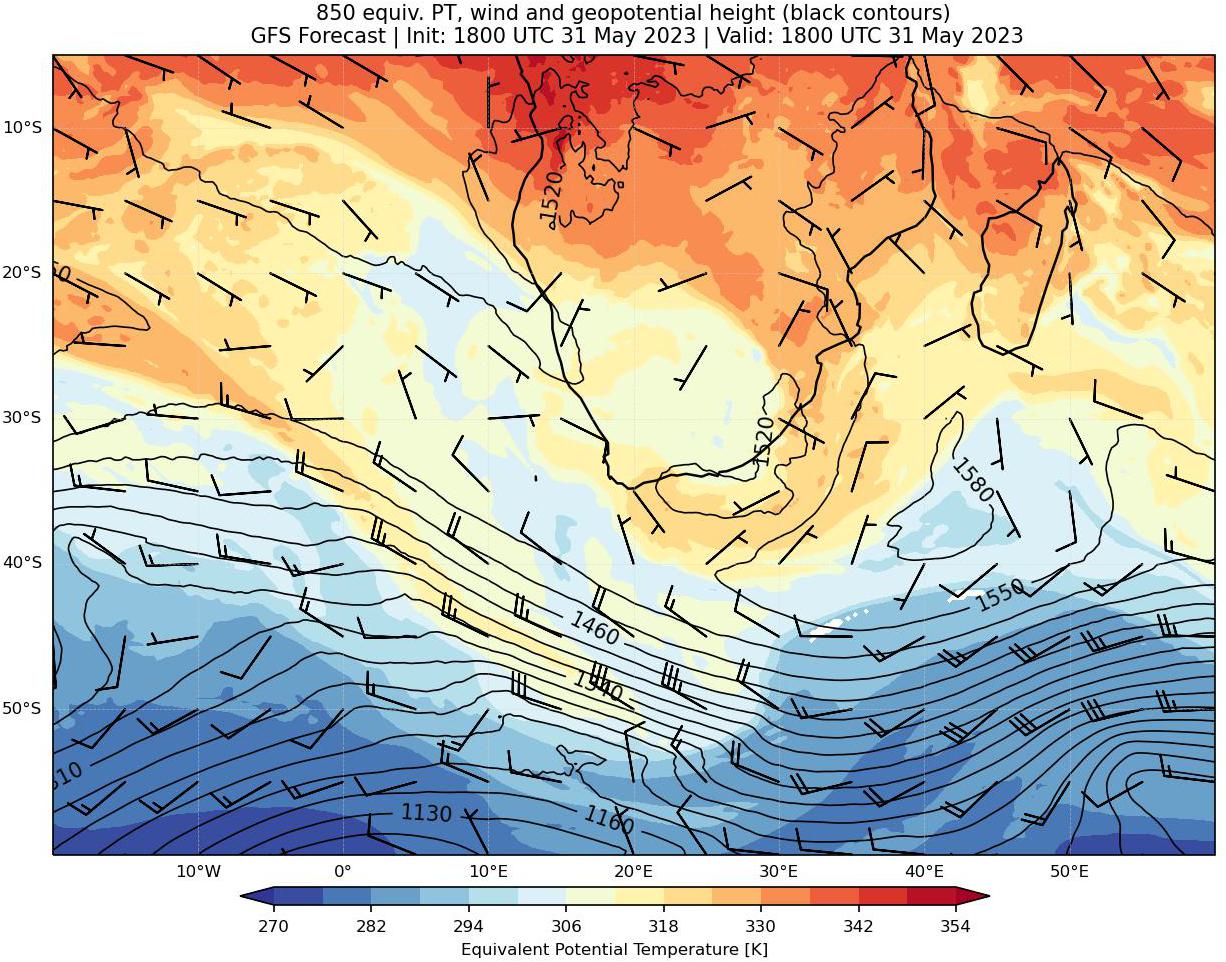 850 equiv. PT, wind and geopotential height (black contours)
GFS Forecast | Init: 1800 UTC 31 May 2023 | Valid: 1800 UTC 31 May 2023
10°S
1520
20°S
30°S
1520
1580
40°S
1550
1460
1340
50°S
1130
1160
10°W
0°
10°E
20°E
30°E
40°E
50°E
270
282
294
306
318
330
342
354
Equivalent Potential Temperature [K]